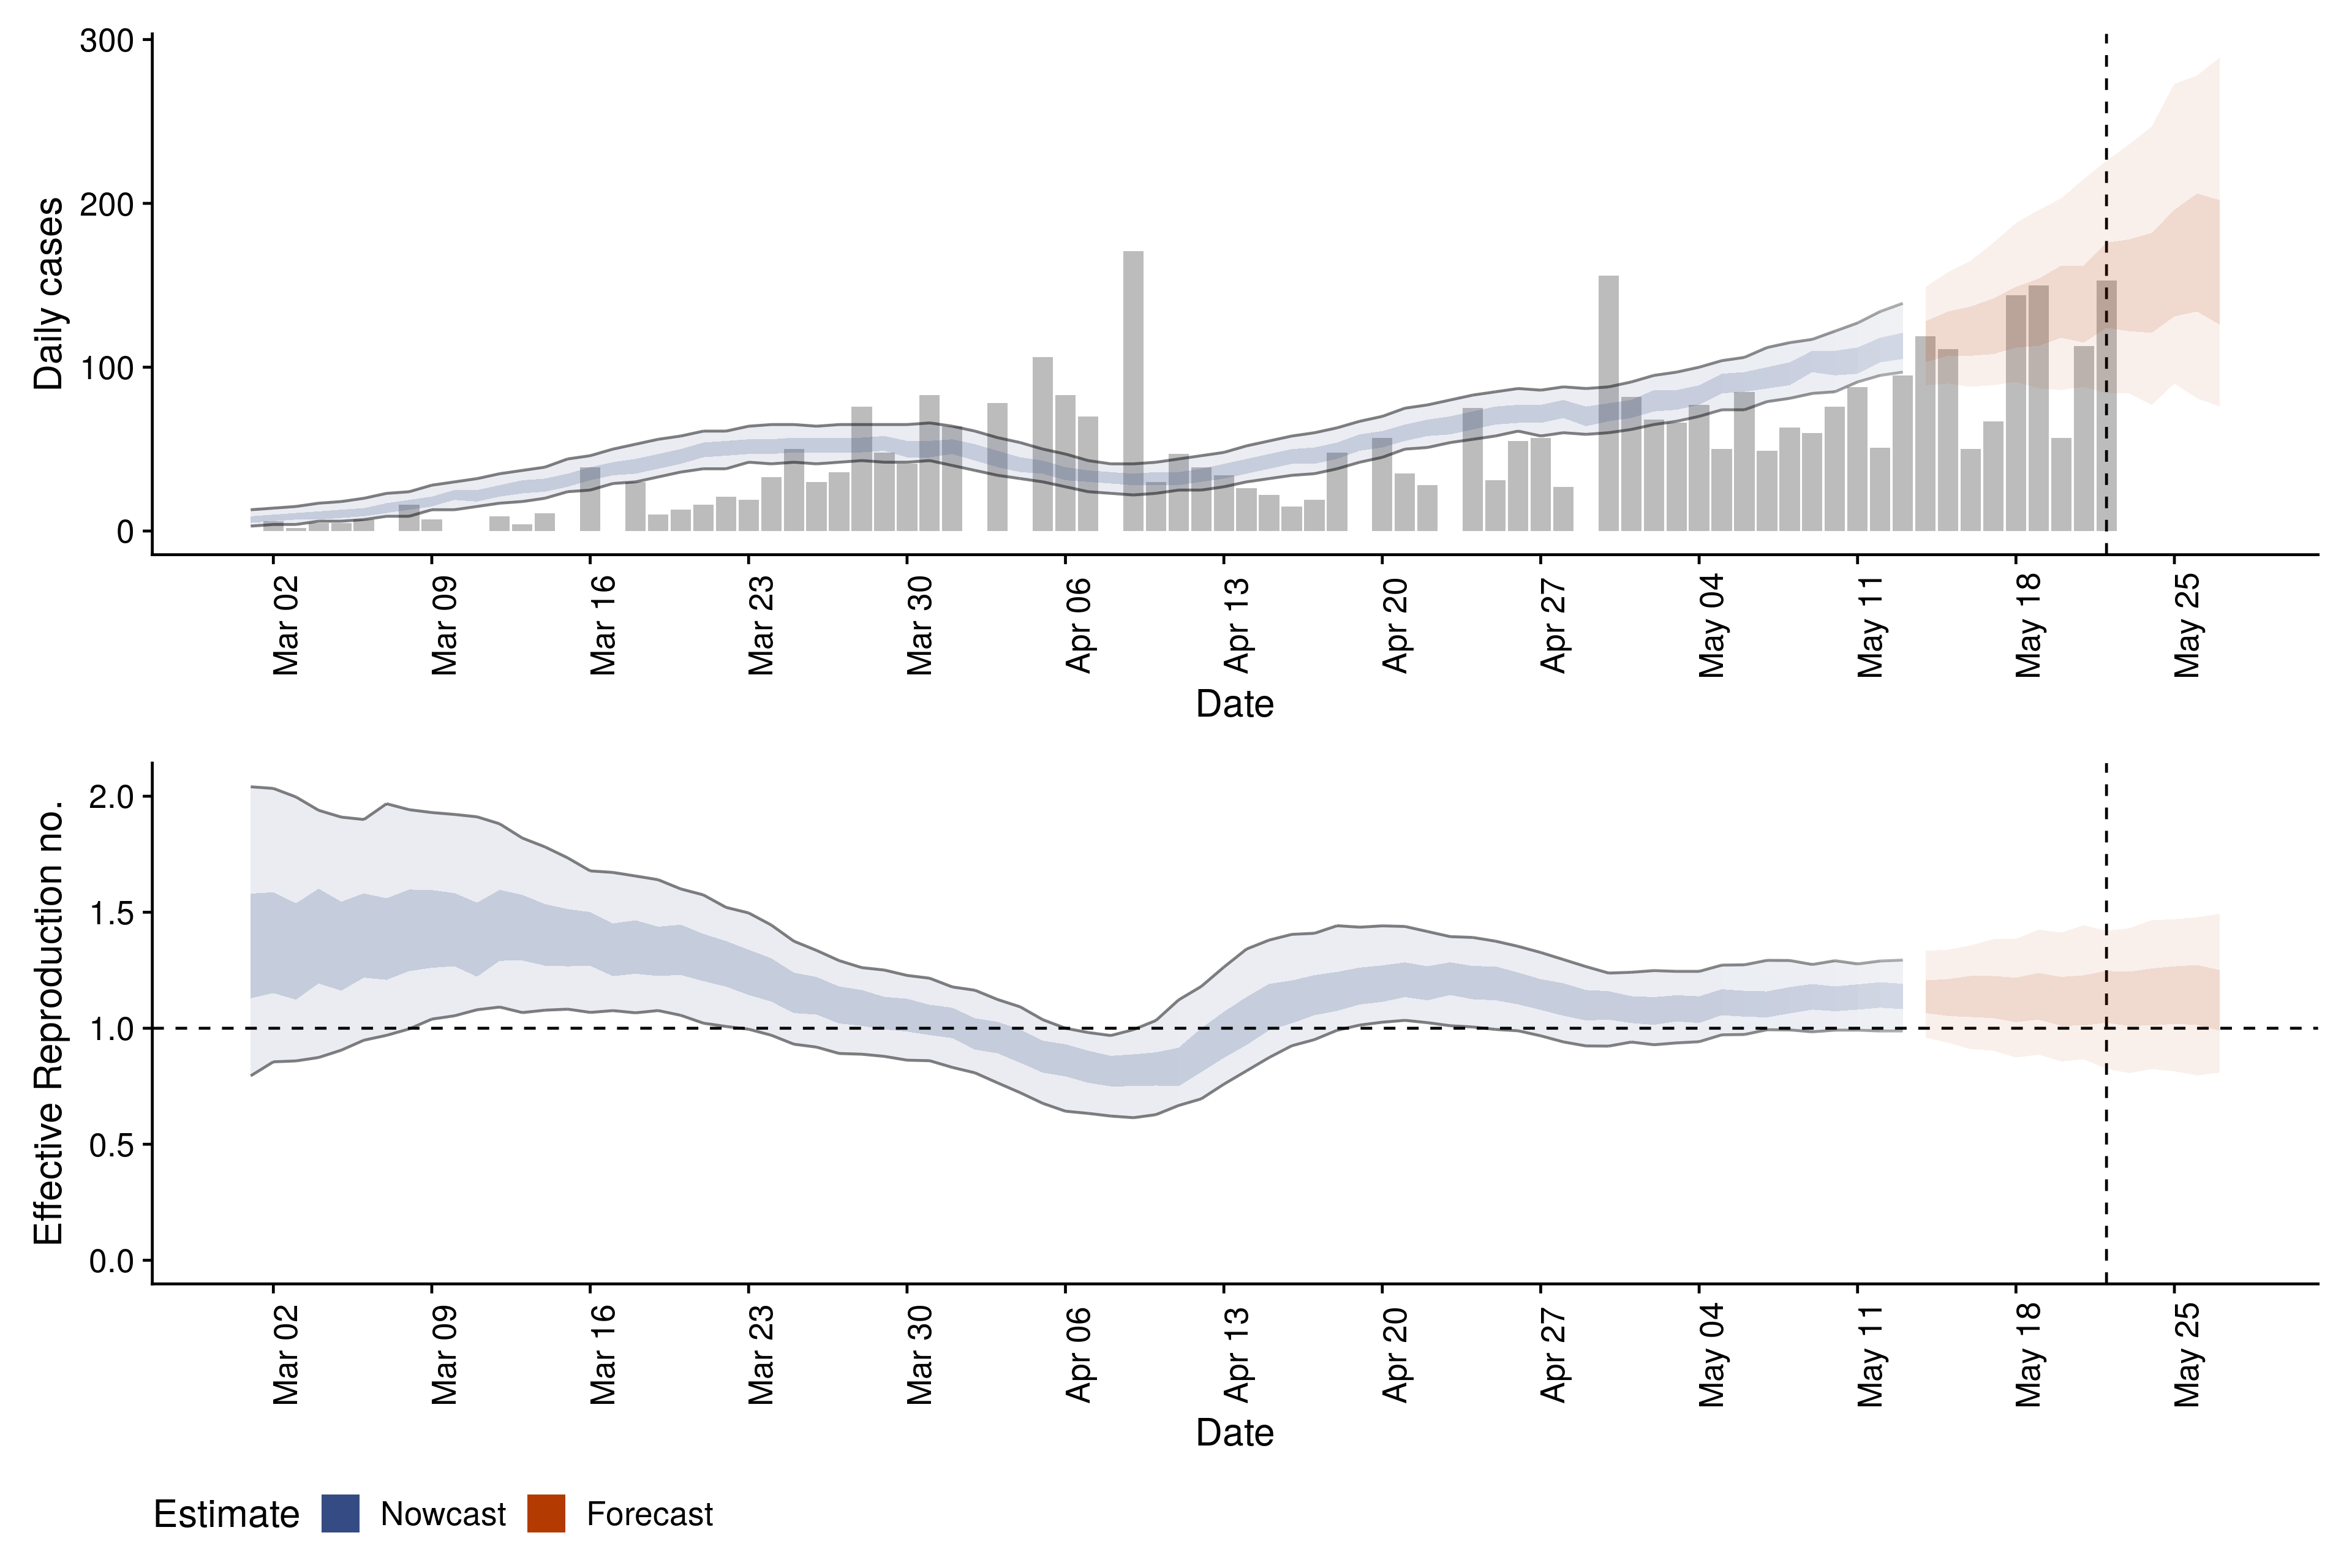 Daily cases
300
200
100
0
Mar 02
Mar 09
Mar 16
Mar 23
Mar 30
Apr 06
Apr 13
Apr 20
Apr 27
May 04
May 11
May 18
May 25
Date
Effective Reproduction no.
2.0
1.5
1.0
0.5
0.0
Mar 02
Mar 09
Mar 16
Mar 23
Mar 30
Apr 06
Apr 13
Apr 20
Apr 27
May 04
May 11
May 18
May 25
Date
Estimate Nowcast Forecast